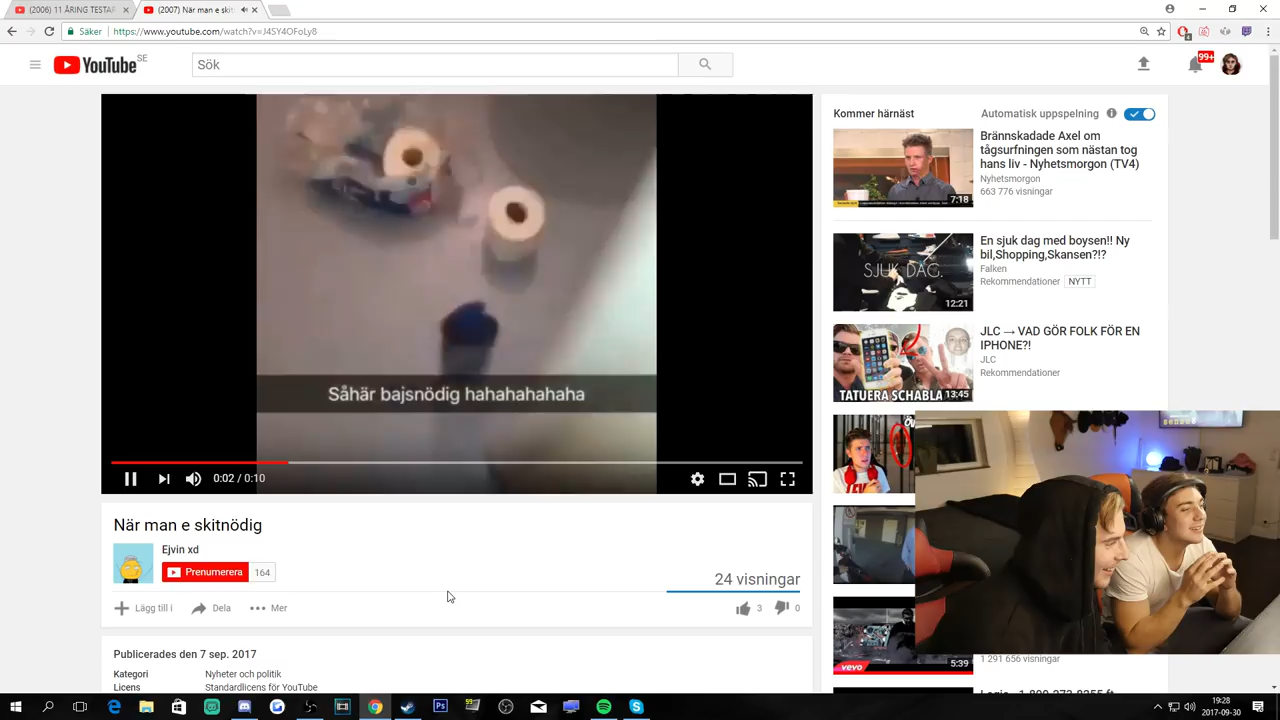 (2006) 11 ÅRING TESTAR
(2007) När man e skit
Säker
https://www.youtube.com/watch?v=J4SY4OFoLy8
YouTube SE
Sök
99+
Såhär bajsnödig hahahahahaha
0:02 / 0:10
När man e skitnödig
Ejvin xd
Prenumerera 164
24 visningar
Lägg till i
Dela
Mer
3
0
Publicerades den 7 sep. 2017
Kategori Nyheter och politik
Licens Standardlicens för YouTube
Kommer härnäst
Automatisk uppspelning
Brännskadade Axel om
tågsurfningen som nästan tog
hans liv - Nyhetsmorgon (TV4)
Nyhetsmorgon
663 776 visningar
7:18
En sjuk dag med boysen!! Ny
bil,Shopping,Skansen?!?
Falken
Rekommendationer NYTT
SJUK DAG.
12:21
JLC → VAD GÖR FOLK FÖR EN
IPHONE?!
JLC
Rekommendationer
TATUERA SCHABLA
13:45
1 291 656 visningar
vevo
5:39
19:28
2017-09-30